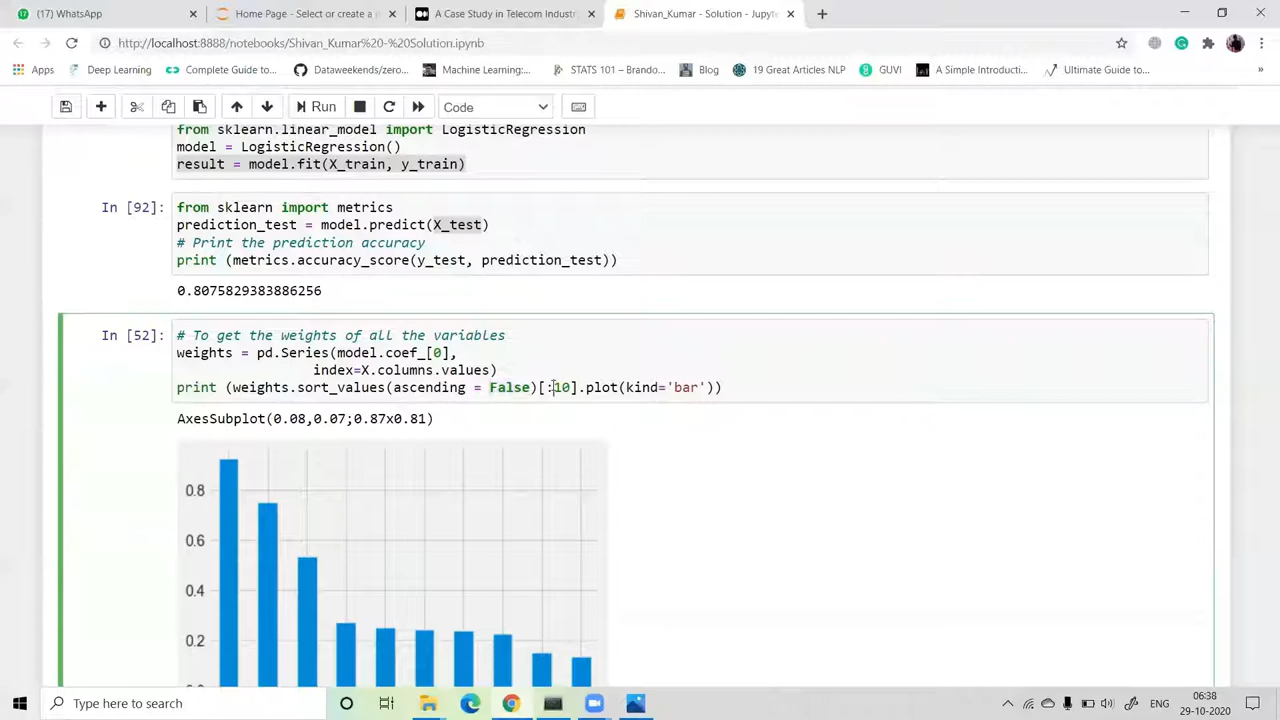 17
(17) WhatsApp
Home Page - Select or create a n
A Case Study in Telecom Industry
Shivan_Kumar - Solution - Jupyte
http://localhost:8888/notebooks/Shivan_Kumar%20-%20Solution.ipynb
Apps
Deep Learning
Complete Guide to...
Dataweekends/zero...
Machine Learning:...
STATS 101 – Brando...
Blog
19 Great Articles NLP
GUVI
A Simple Introducti...
Ultimate Guide to...
»
Run
Code
from sklearn.linear_model import LogisticRegression
model = LogisticRegression()
result = model.fit(X_train, y_train)
In [92]:
from sklearn import metrics
prediction_test = model.predict(X_test)
# Print the prediction accuracy
print (metrics.accuracy_score(y_test, prediction_test))
0.8075829383886256
In [52]:
# To get the weights of all the variables
weights = pd.Series(model.coef_[0],
index=X.columns.values)
print (weights.sort_values(ascending = False)[:10].plot(kind='bar'))
AxesSubplot(0.08,0.07;0.87x0.81)
0.8
0.6
0.4
0.2
Type here to search
ENG
06:38
29-10-2020